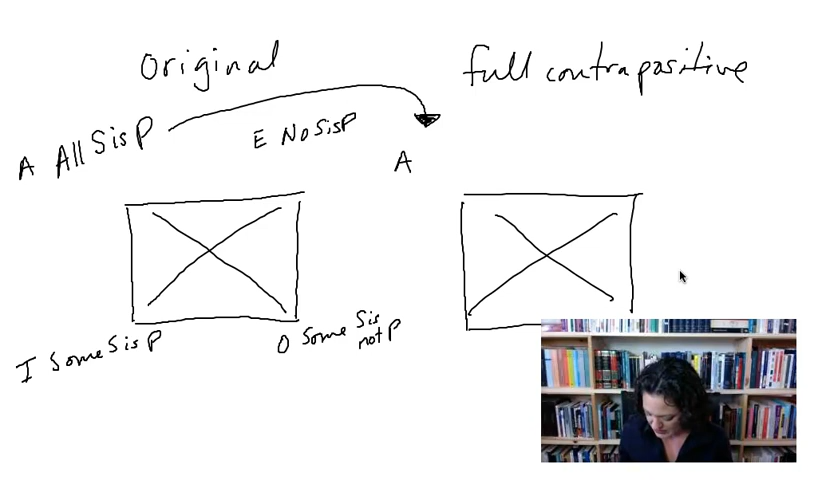 Original
full contrapositive
A All S is P
E No S is P
A
I Some S is P
O Some S is
not P